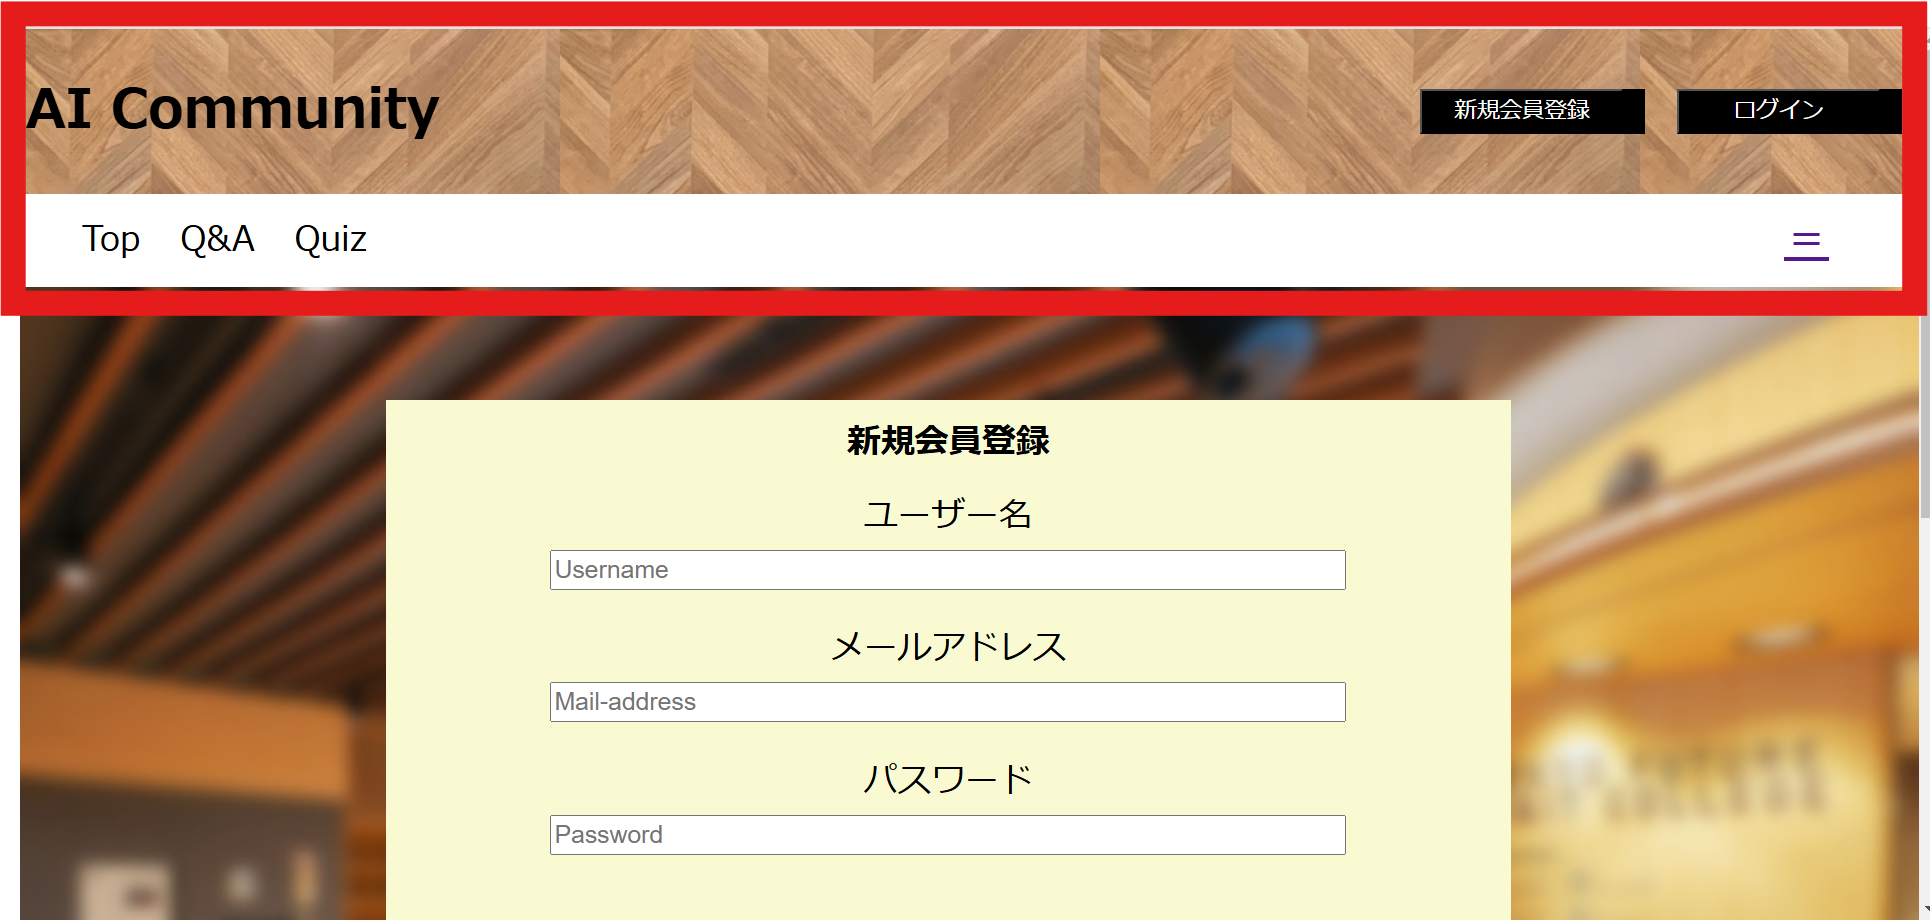 AI Community
新規会員登録
ログイン
Top Q&A Quiz
新規会員登録
ユーザー名
Username
メールアドレス
Mail-address
パスワード
Password